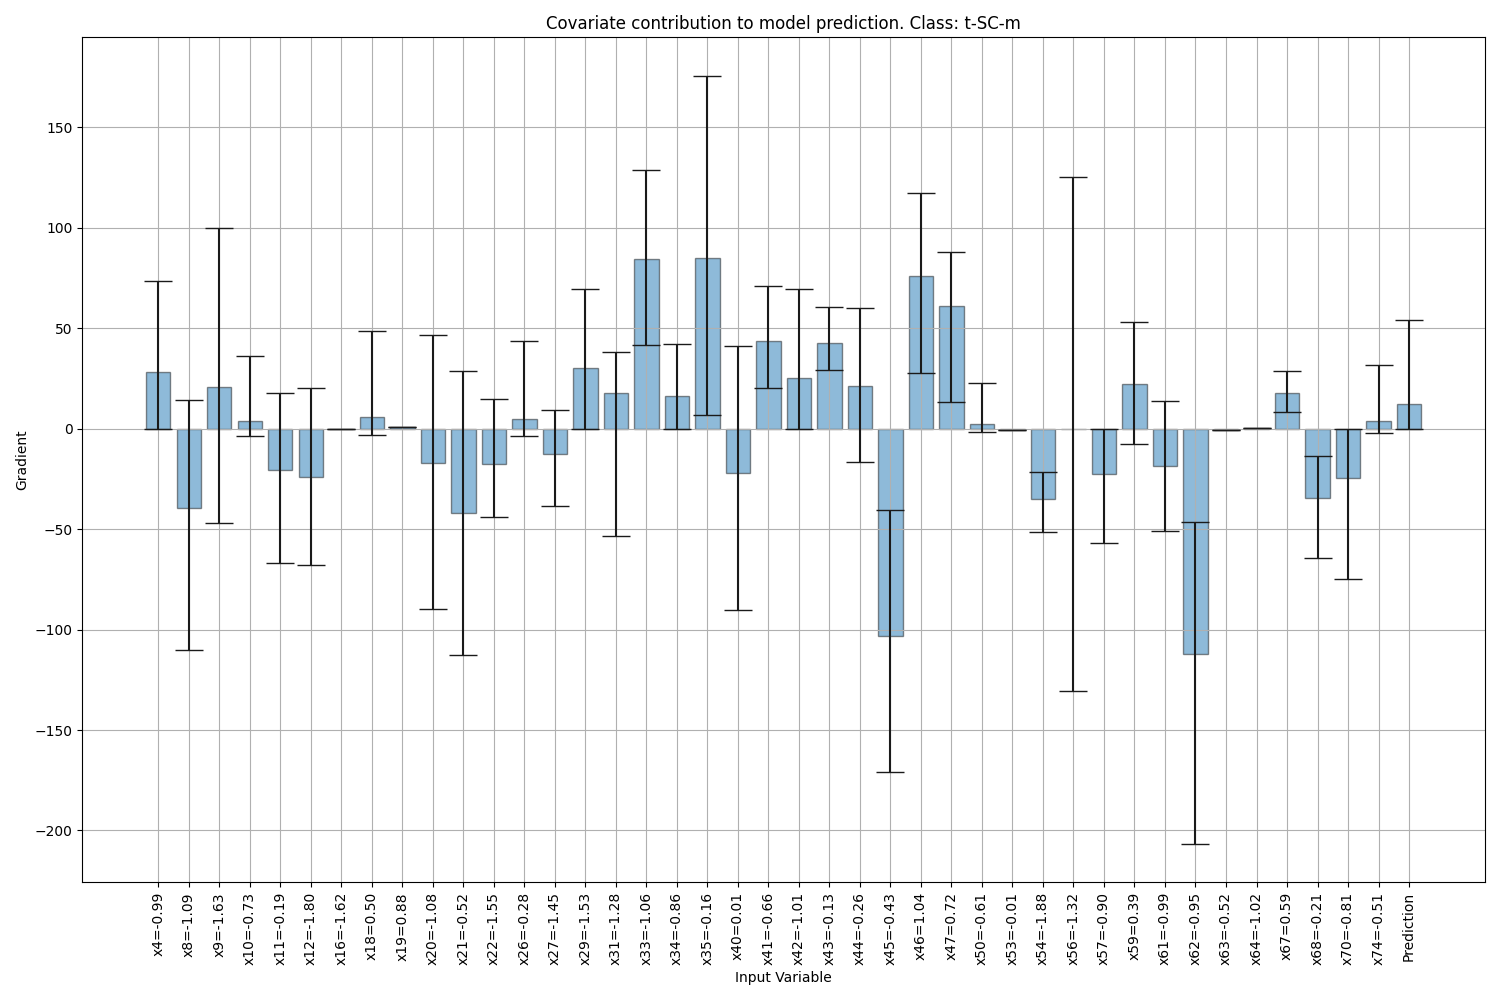 Covariate contribution to model prediction. Class: t-SC-m
Gradient
150
100
50
0
−50
−100
−150
−200
x4=-0.99
x8=-1.09
x9=-1.63
x10=-0.73
x11=-0.19
x12=-1.80
x16=-1.62
x18=0.50
x19=0.88
x20=-1.08
x21=-0.52
x22=-1.55
x26=-0.28
x27=-1.45
x29=-1.53
x31=-1.28
x33=-1.06
x34=-0.86
x35=-0.16
x40=0.01
x41=-0.66
x42=-1.01
x43=-0.13
x44=-0.26
x45=-0.43
x46=1.04
x47=0.72
x50=-0.61
x53=-0.01
x54=-1.88
x56=-1.32
x57=-0.90
x59=0.39
x61=-0.99
x62=-0.95
x63=-0.52
x64=-1.02
x67=0.59
x68=-0.21
x70=-0.81
x74=-0.51
Prediction
Input Variable